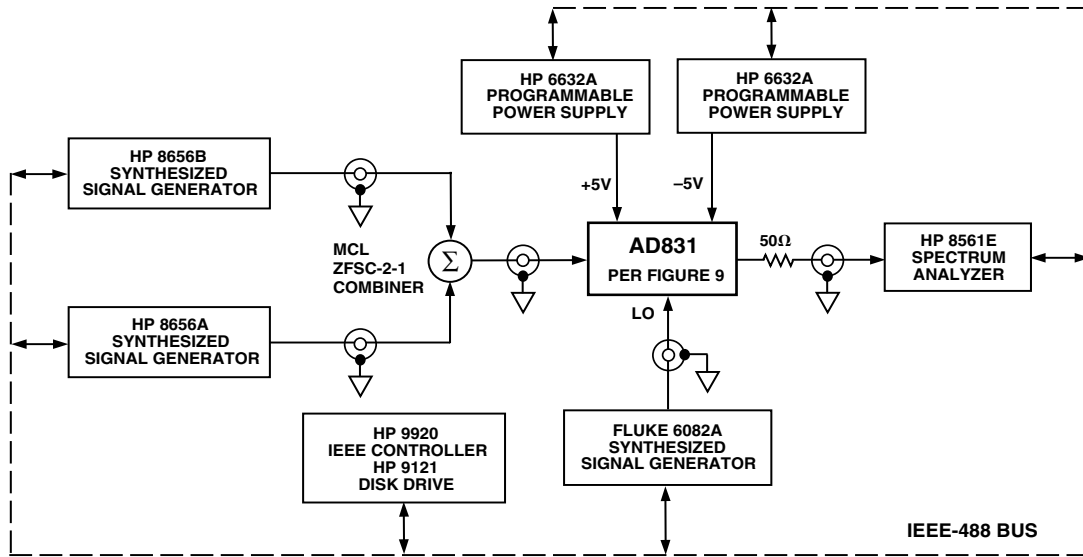 HP 6632A
PROGRAMMABLE
POWER SUPPLY
HP 6632A
PROGRAMMABLE
POWER SUPPLY
HP 8656B
SYNTHESIZED
SIGNAL GENERATOR
+5V
–5V
MCL
ZFSC-2-1
COMBINER
Σ
AD831
PER FIGURE 9
50Ω
HP 8561E
SPECTRUM
ANALYZER
LO
HP 8656A
SYNTHESIZED
SIGNAL GENERATOR
HP 9920
IEEE CONTROLLER
HP 9121
DISK DRIVE
FLUKE 6082A
SYNTHESIZED
SIGNAL GENERATOR
IEEE-488 BUS